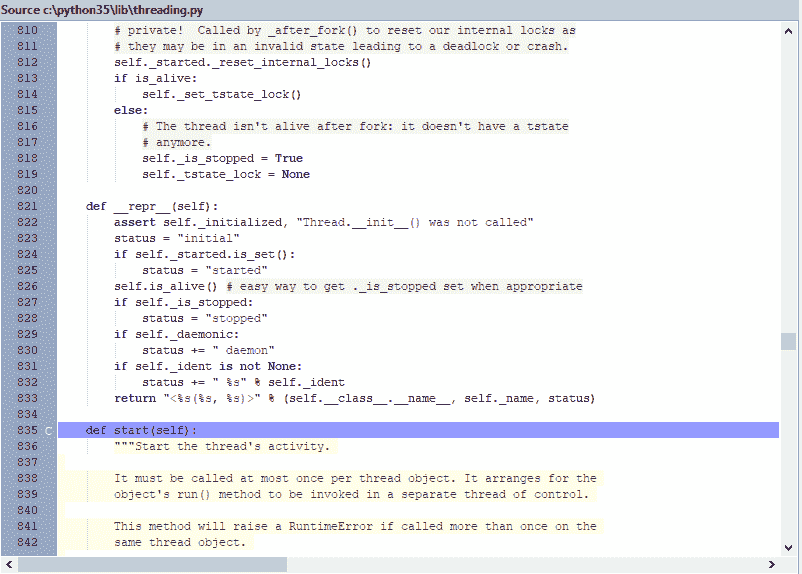 Source c:\python35\lib\threading.py
810         # private!  Called by _after_fork() to reset our internal locks as
811         # they may be in an invalid state leading to a deadlock or crash.
812         self._started._reset_internal_locks()
813         if is_alive:
814             self._set_tstate_lock()
815         else:
816             # The thread isn't alive after fork: it doesn't have a tstate
817             # anymore.
818             self._is_stopped = True
819             self._tstate_lock = None
820
821     def __repr__(self):
822         assert self._initialized, "Thread.__init__() was not called"
823         status = "initial"
824         if self._started.is_set():
825             status = "started"
826         self.is_alive() # easy way to get ._is_stopped set when appropriate
827         if self._is_stopped:
828             status = "stopped"
829         if self._daemonic:
830             status += " daemon"
831         if self._ident is not None:
832             status += " %s" % self._ident
833         return "<%s(%s, %s)>" % (self.__class__.__name__, self._name, status)
834
835 C   def start(self):
836         """Start the thread's activity.
837
838         It must be called at most once per thread object. It arranges for the
839         object's run() method to be invoked in a separate thread of control.
840
841         This method will raise a RuntimeError if called more than once on the
842         same thread object.